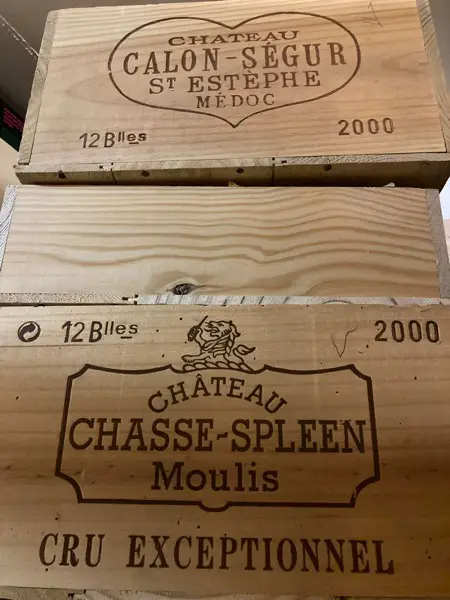 CHATEAU
CALON-SÉGUR
ST ESTÈPHE
MÉDOC
12 Blles 2000
12 Blles 2000
CHÂTEAU
CHASSE-SPLEEN
Moulis
CRU EXCEPTIONNEL